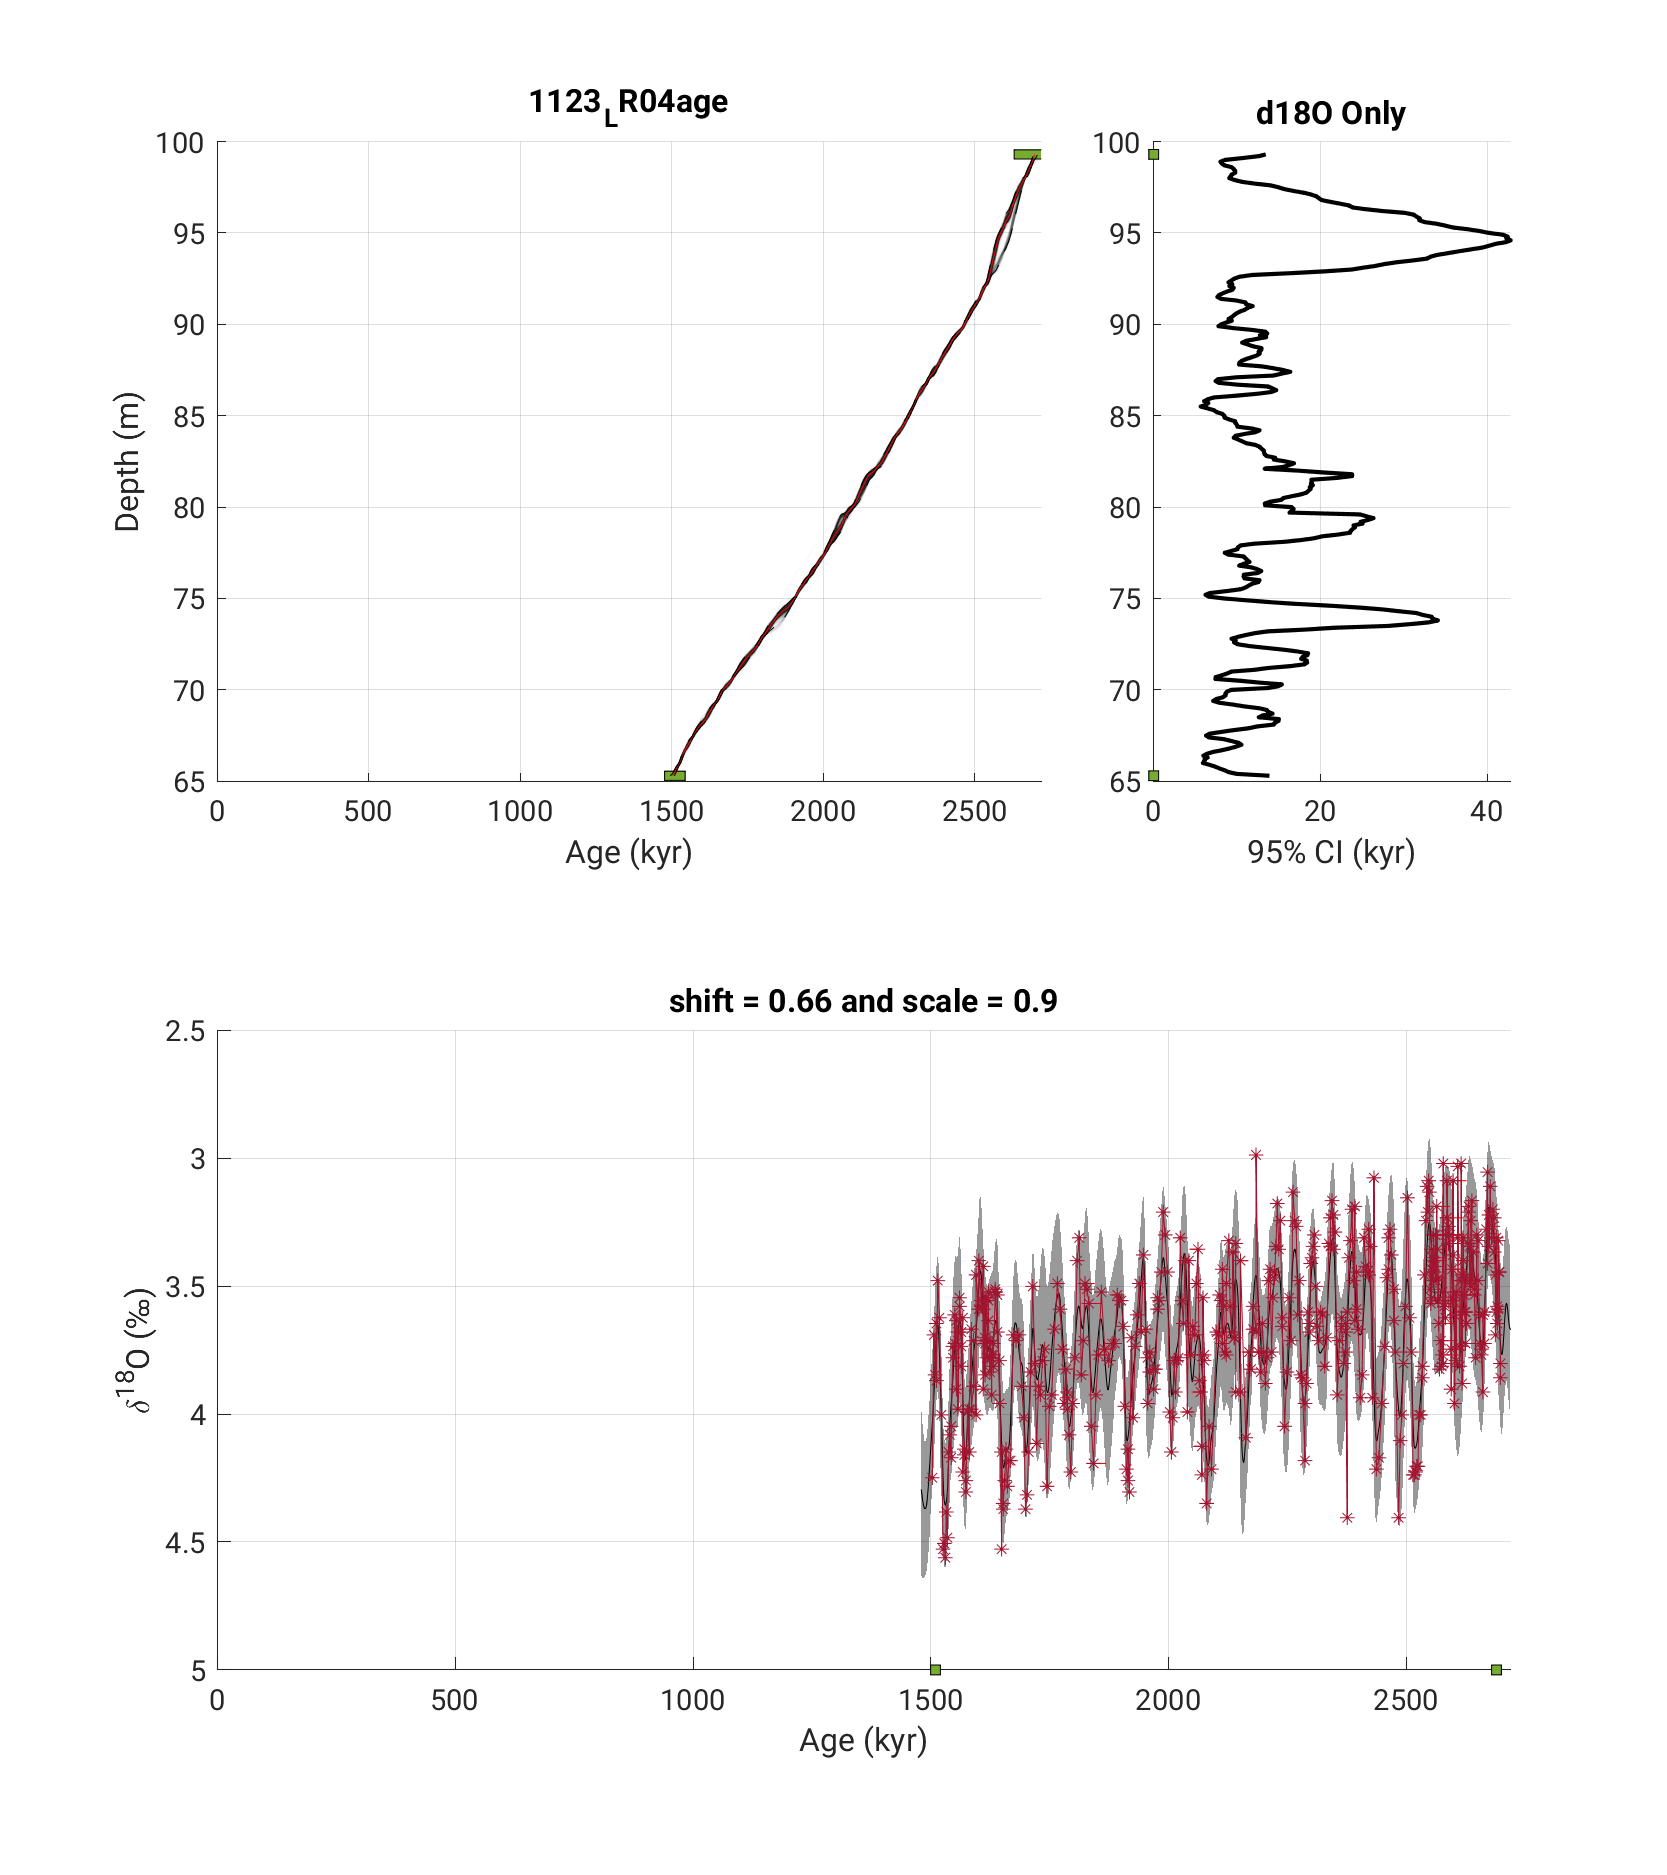 1123LR04age
d18O Only
100
95
90
85
80
75
70
65
Depth (m)
0 500 1000 1500 2000 2500
Age (kyr)
100
95
90
85
80
75
70
65
0 20 40
95% CI (kyr)
shift = 0.66 and scale = 0.9
2.5
3
3.5
4
4.5
5
δ18O (‰)
0 500 1000 1500 2000 2500
Age (kyr)